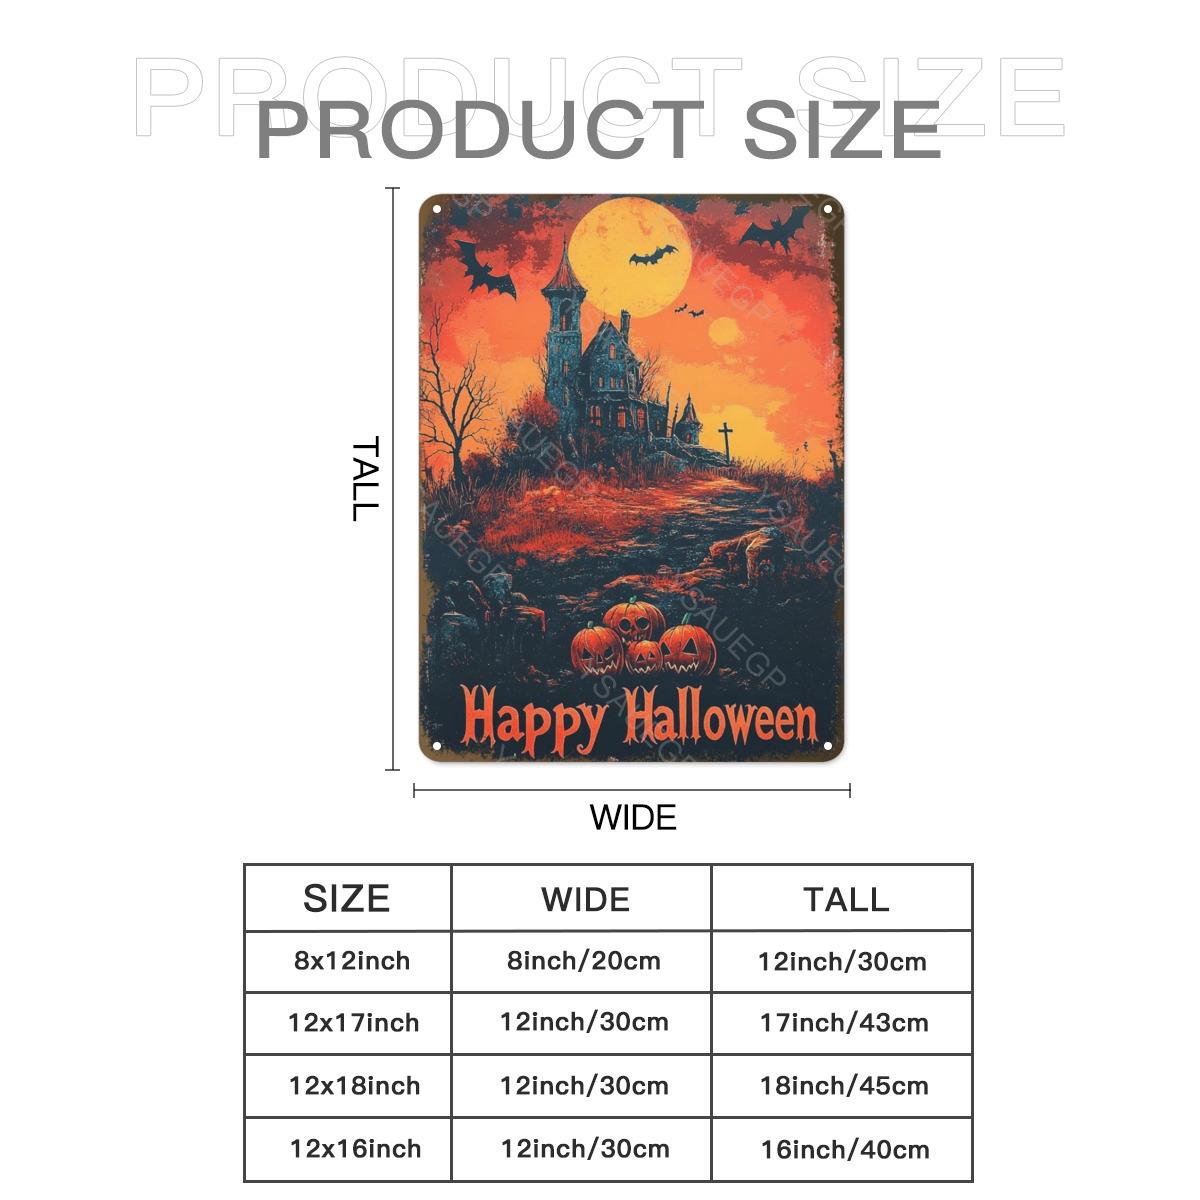 PRODUCT SIZE
PRODUCT SIZE
TALL
YSAUEGP
Happy Halloween
WIDE
SIZE WIDE TALL
8x12inch 8inch/20cm 12inch/30cm
12x17inch 12inch/30cm 17inch/43cm
12x18inch 12inch/30cm 18inch/45cm
12x16inch 12inch/30cm 16inch/40cm